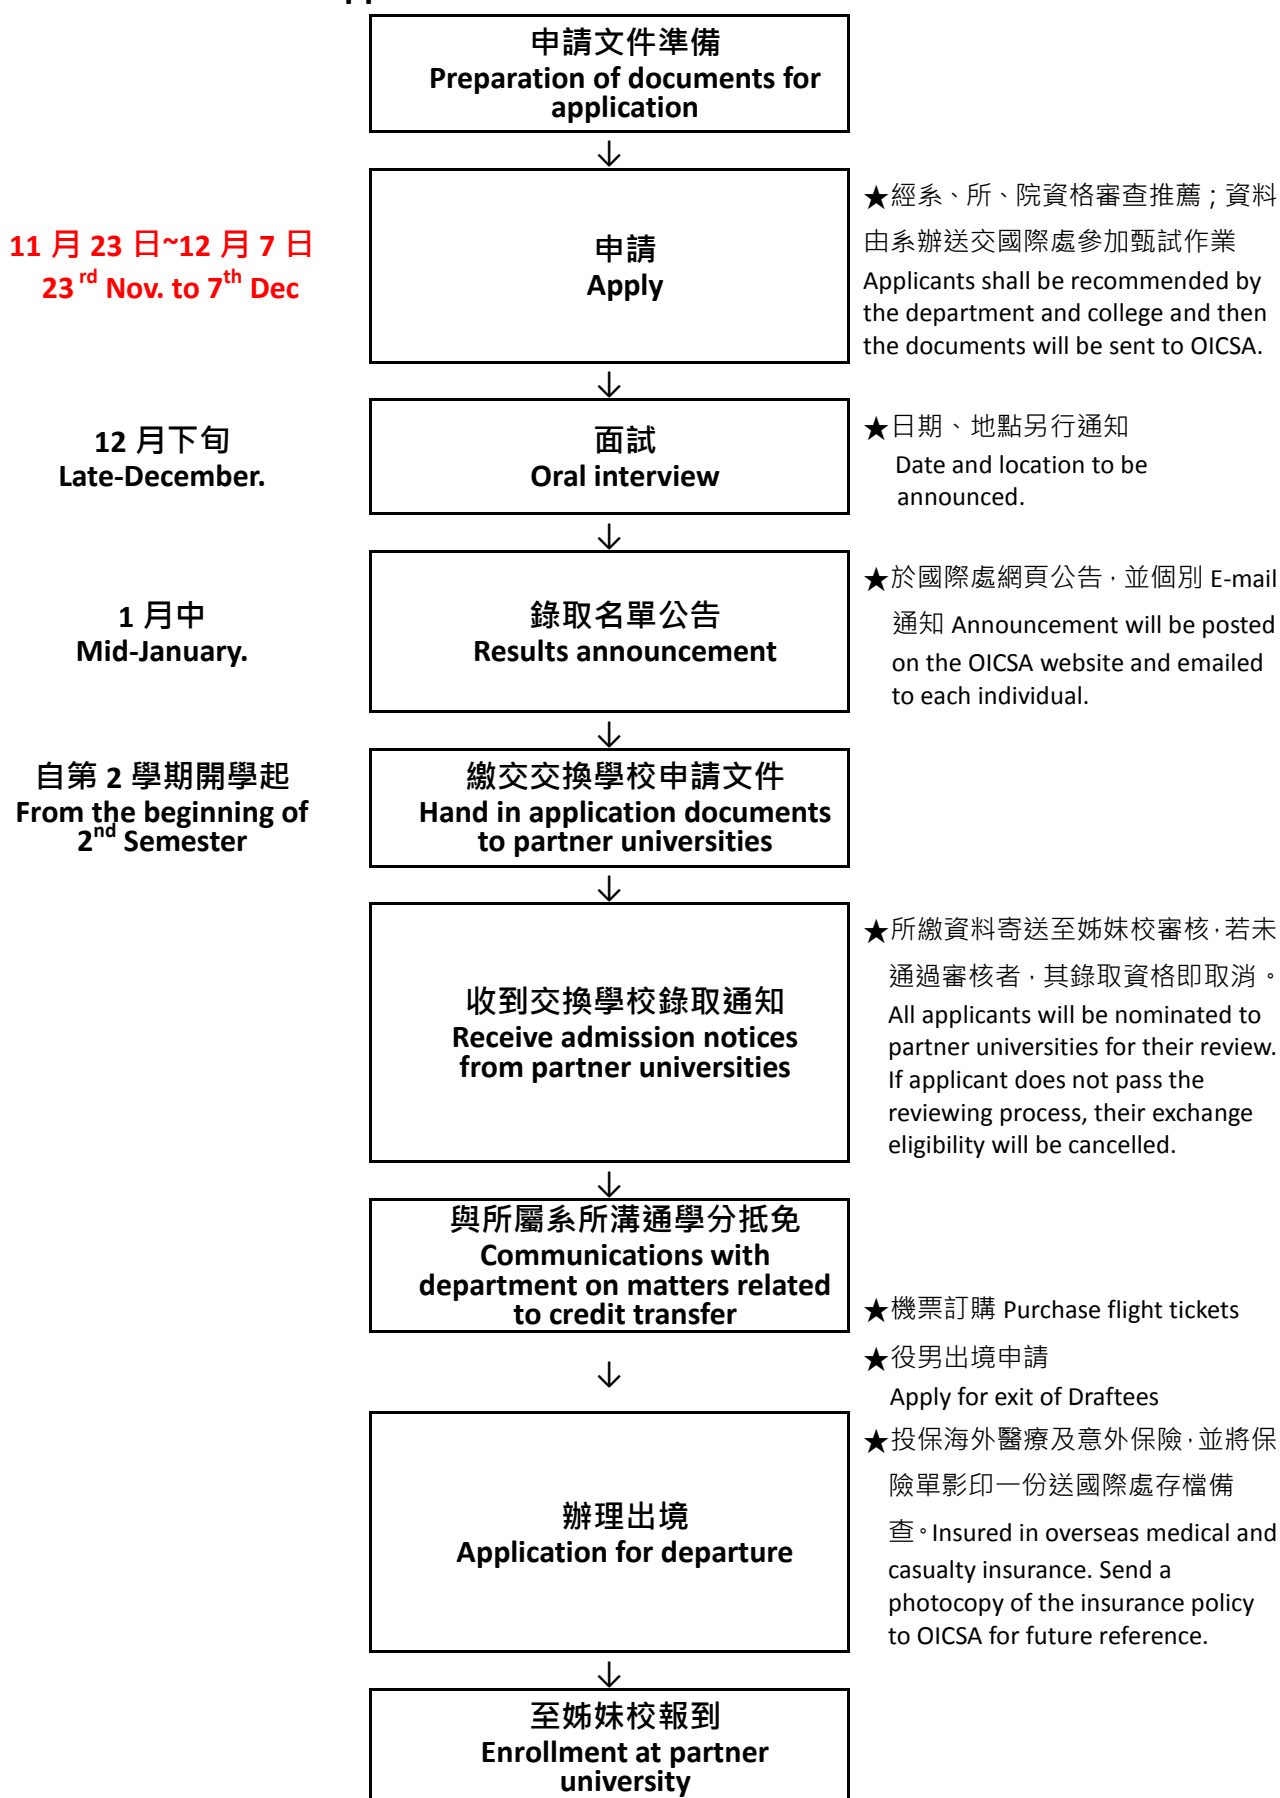 申請文件準備
Preparation of documents for
application
↓
11 月 23 日~12 月 7 日
23 rd Nov. to 7th Dec
申請
Apply
★經系、所、院資格審查推薦；資料
由系辦送交國際處參加甄試作業
Applicants shall be recommended by
the department and college and then
the documents will be sent to OICSA.
↓
12 月下旬
Late-December.
面試
Oral interview
★日期、地點另行通知
Date and location to be
announced.
↓
1 月中
Mid-January.
錄取名單公告
Results announcement
★於國際處網頁公告，並個別 E-mail
通知 Announcement will be posted
on the OICSA website and emailed
to each individual.
↓
自第 2 學期開學起
From the beginning of
2nd Semester
繳交交換學校申請文件
Hand in application documents
to partner universities
↓
收到交換學校錄取通知
Receive admission notices
from partner universities
★所繳資料寄送至姊妹校審核，若未
通過審核者，其錄取資格即取消。
All applicants will be nominated to
partner universities for their review.
If applicant does not pass the
reviewing process, their exchange
eligibility will be cancelled.
↓
與所屬系所溝通學分抵免
Communications with
department on matters related
to credit transfer
↓
★機票訂購 Purchase flight tickets
★役男出境申請
Apply for exit of Draftees
★投保海外醫療及意外保險，並將保
險單影印一份送國際處存檔備
查。Insured in overseas medical and
casualty insurance. Send a
photocopy of the insurance policy
to OICSA for future reference.
辦理出境
Application for departure
↓
至姊妹校報到
Enrollment at partner
university